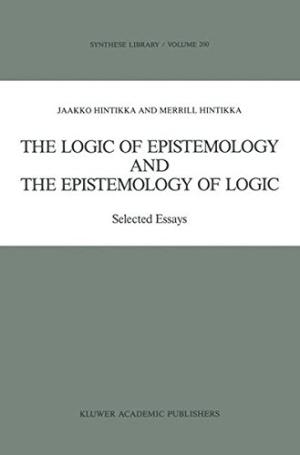 SYNTHESE LIBRARY / VOLUME 200
JAAKKO HINTIKKA AND MERRILL HINTIKKA
THE LOGIC OF EPISTEMOLOGY
AND
THE EPISTEMOLOGY OF LOGIC
Selected Essays
KLUWER ACADEMIC PUBLISHERS